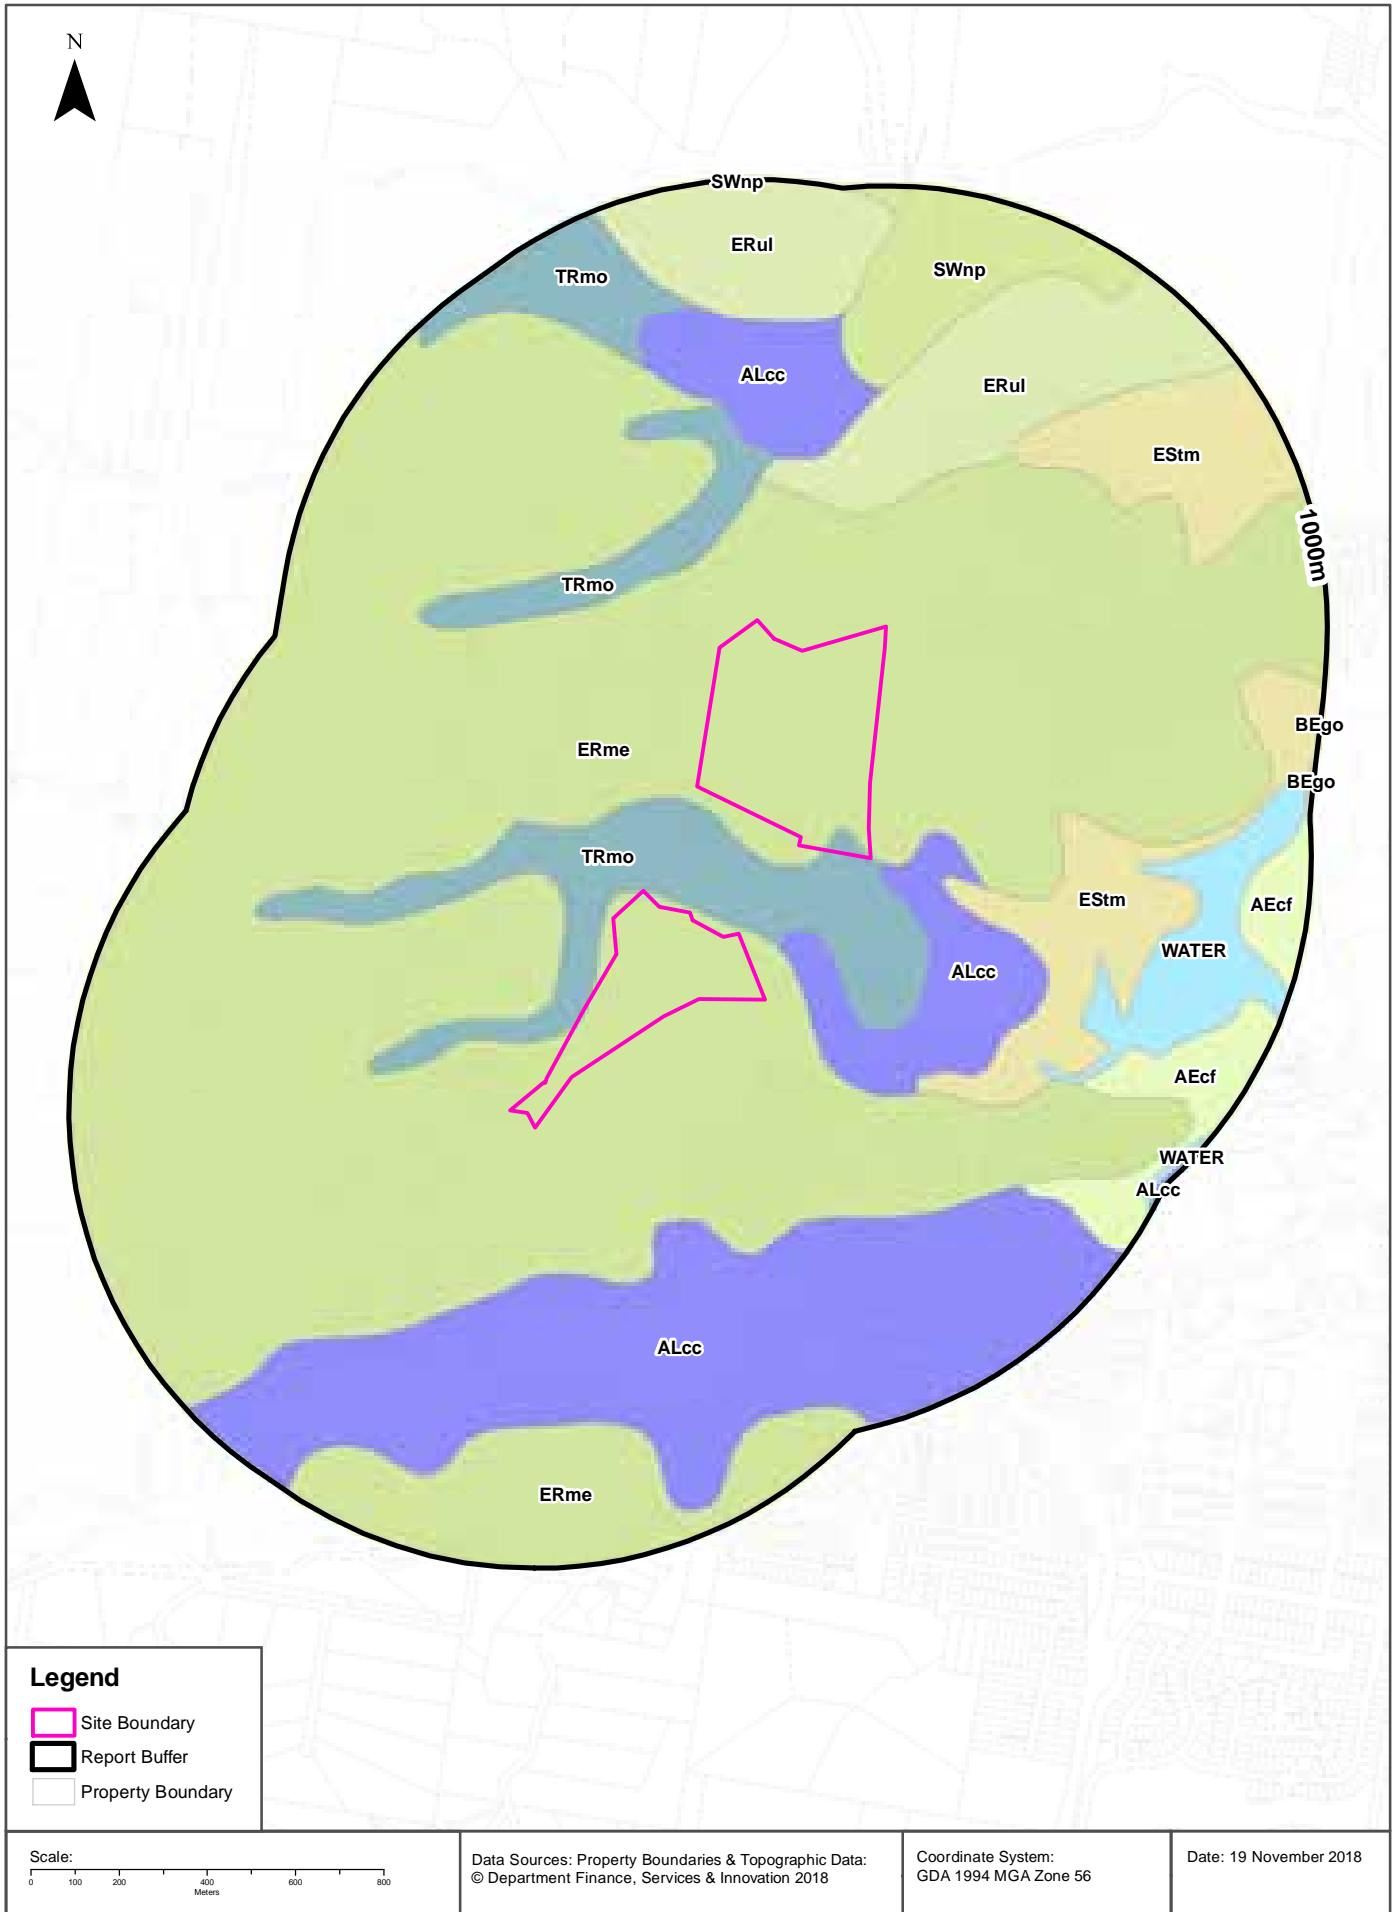 N
SWnp
ERul
SWnp
TRmo
ALcc
ERul
EStm
1000m
TRmo
BEgo
ERme
BEgo
TRmo
EStm
AEcf
WATER
ALcc
AEcf
WATER
ALcc
ALcc
ERme
Legend
Site Boundary
Report Buffer
Property Boundary
Scale:
0 100 200 400 600 800
Meters
Data Sources: Property Boundaries & Topographic Data:
© Department Finance, Services & Innovation 2018
Coordinate System:
GDA 1994 MGA Zone 56
Date: 19 November 2018